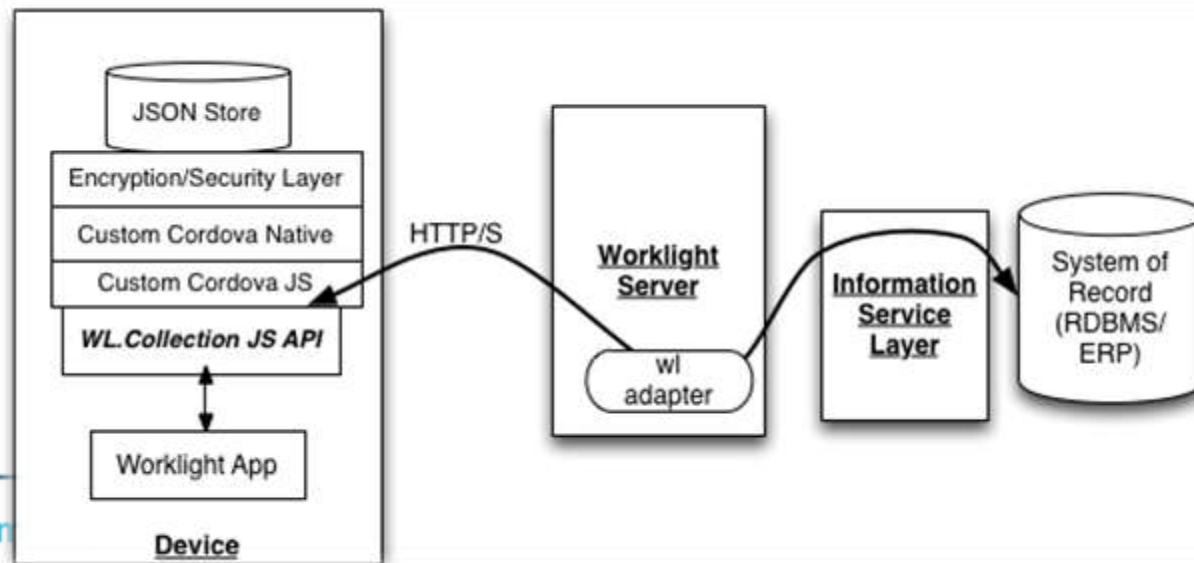 JSON Store
Encryption/Security Layer
Custom Cordova Native
Custom Cordova JS
WL.Collection JS API
Worklight App
Device
HTTP/S
Worklight
Server
wl
adapter
Information
Service
Layer
System of
Record
(RDBMS/
ERP)